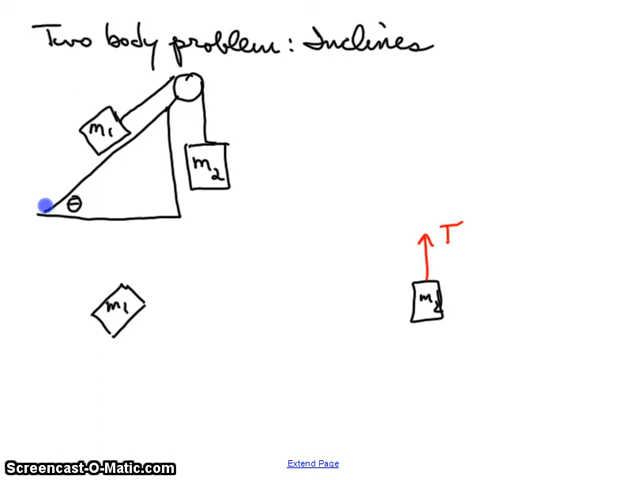 Two body problem: Inclines
m1
m2
θ
T
m1
m2
Extend Page
Screencast-O-Matic.com